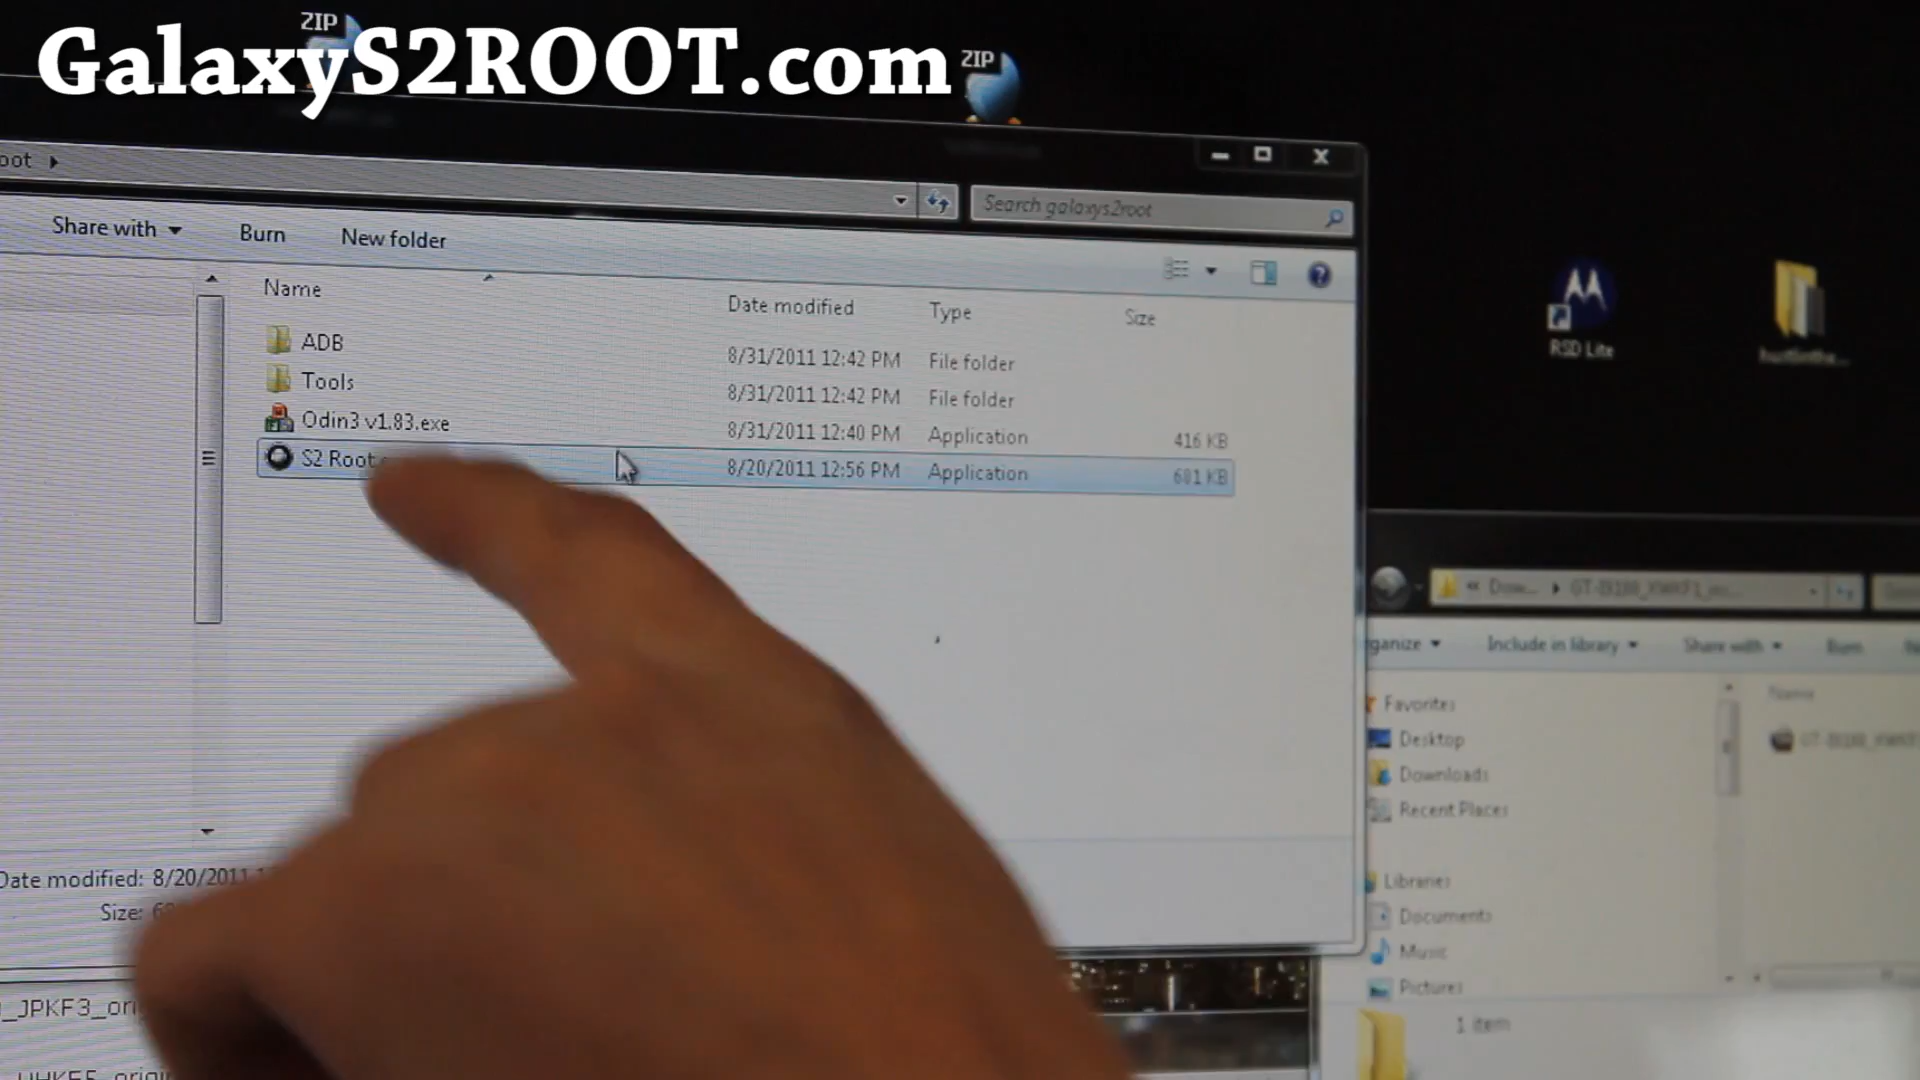 ZIP
GalaxyS2ROOT.com
ZIP
oot
Search galaxys2root
Share with
Burn
New folder
Name
Date modified
Type
Size
ADB
8/31/2011 12:42 PM
File folder
Tools
8/31/2011 12:42 PM
File folder
Odin3 v1.83.exe
8/31/2011 12:40 PM
Application
416 KB
S2 Root
8/20/2011 12:56 PM
Application
681 KB
Date modified: 8/20/2011
Size:
_JPKF3_ori
RSD Lite
ganize
Include in library
Share with
Burn
Name
Favorites
Desktop
Downloads
Recent Places
Libraries
Documents
Music
Pictures
1 item